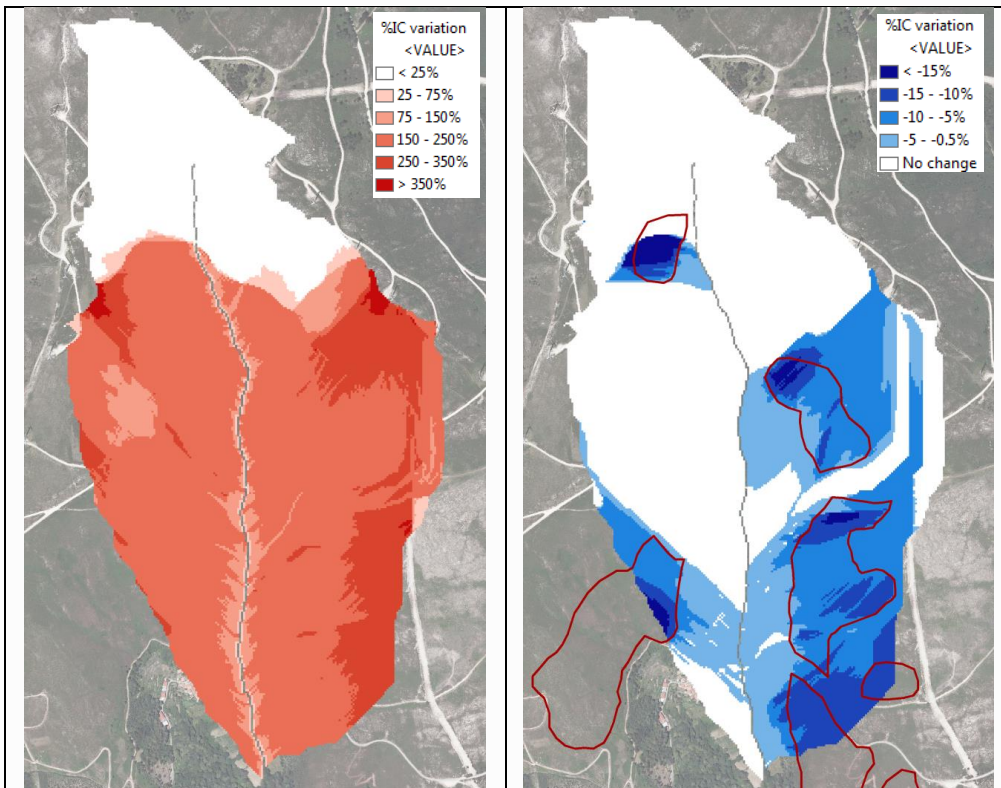 %IC variation
<VALUE>
< 25%
25 - 75%
75 - 150%
150 - 250%
250 - 350%
> 350%
%IC variation
<VALUE>
< -15%
-15 - -10%
-10 - -5%
-5 - -0.5%
No change